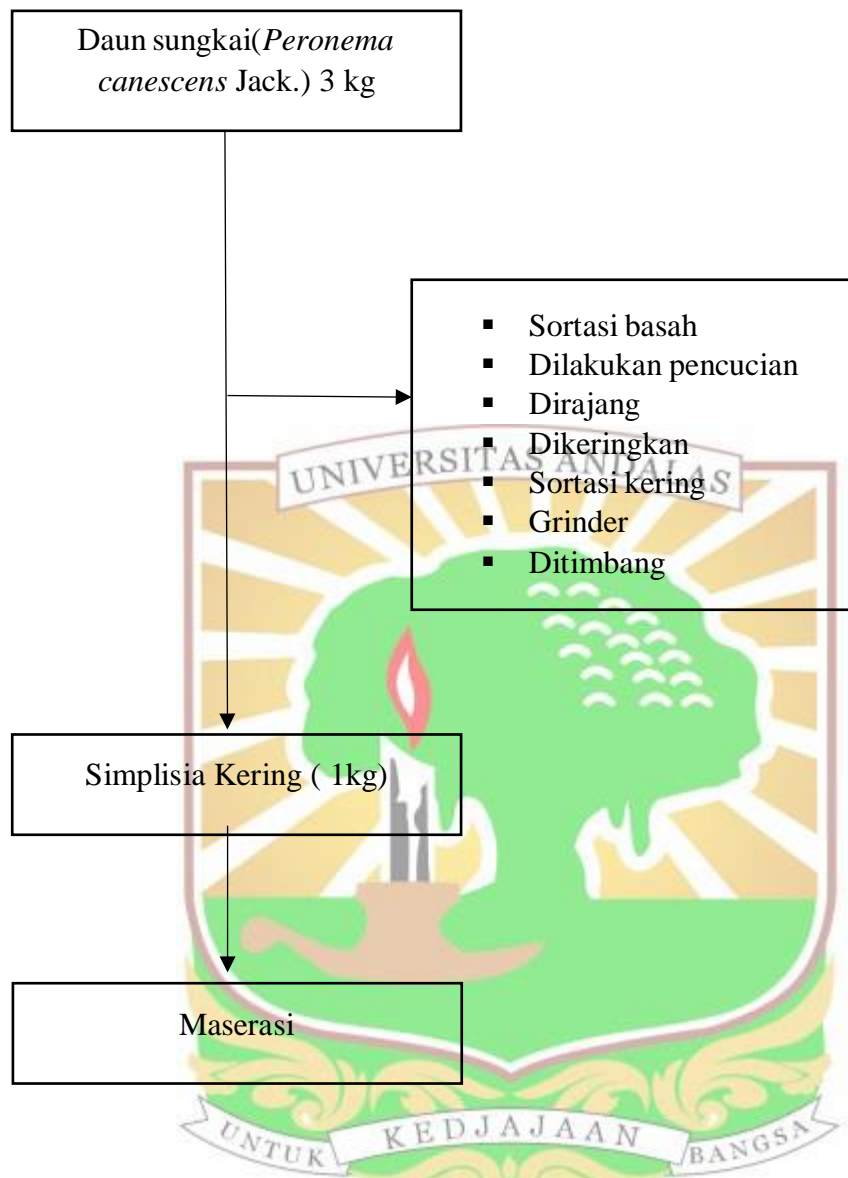 Daun sungkai(Peronema
canescens Jack.) 3 kg
▪ Sortasi basah
▪ Dilakukan pencucian
▪ Dirajang
▪ Dikeringkan
UNIVERSITAS ANDALAS
▪ Sortasi kering
▪ Grinder
▪ Ditimbang
Simplisia Kering ( 1kg)
Maserasi
UNTUK KEDJAJAAN BANGSA